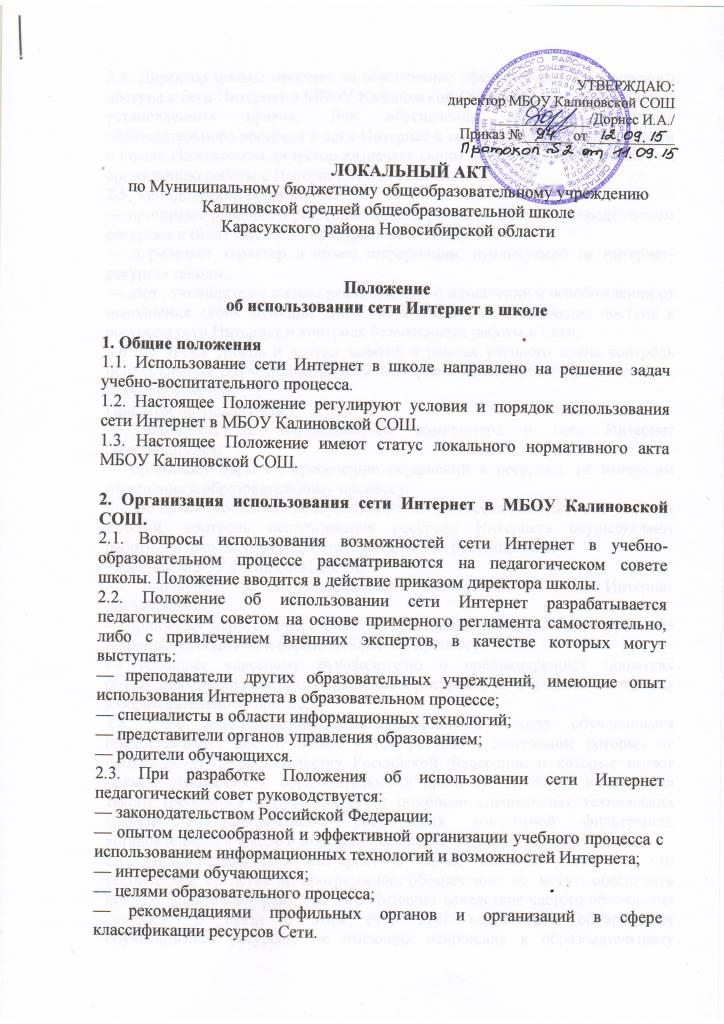 УТВЕРЖДАЮ:
директор МБОУ Калиновской СОШ
/Дорнес И.А./
Приказ № 94 от 12.09.15
Протокол №2 от 11.09.15
ЛОКАЛЬНЫЙ АКТ
по Муниципальному бюджетному общеобразовательному учреждению
Калиновской средней общеобразовательной школе
Карасукского района Новосибирской области
Положение
об использовании сети Интернет в школе
1. Общие положения
1.1. Использование сети Интернет в школе направлено на решение задач
учебно-воспитательного процесса.
1.2. Настоящее Положение регулируют условия и порядок использования
сети Интернет в МБОУ Калиновской СОШ.
1.3. Настоящее Положение имеют статус локального нормативного акта
МБОУ Калиновской СОШ.
2. Организация использования сети Интернет в МБОУ Калиновской
СОШ.
2.1. Вопросы использования возможностей сети Интернет в учебно-
образовательном процессе рассматриваются на педагогическом совете
школы. Положение вводится в действие приказом директора школы.
2.2. Положение об использовании сети Интернет разрабатывается
педагогическим советом на основе примерного регламента самостоятельно,
либо с привлечением внешних экспертов, в качестве которых могут
выступать:
— преподаватели других образовательных учреждений, имеющие опыт
использования Интернета в образовательном процессе;
— специалисты в области информационных технологий;
— представители органов управления образованием;
— родители обучающихся.
2.3. При разработке Положения об использовании сети Интернет
педагогический совет руководствуется:
— законодательством Российской Федерации;
— опытом целесообразной и эффективной организации учебного процесса с
использованием информационных технологий и возможностей Интернета;
— интересами обучающихся;
— целями образовательного процесса;
— рекомендациями профильных органов и организаций в сфере
классификации ресурсов Сети.